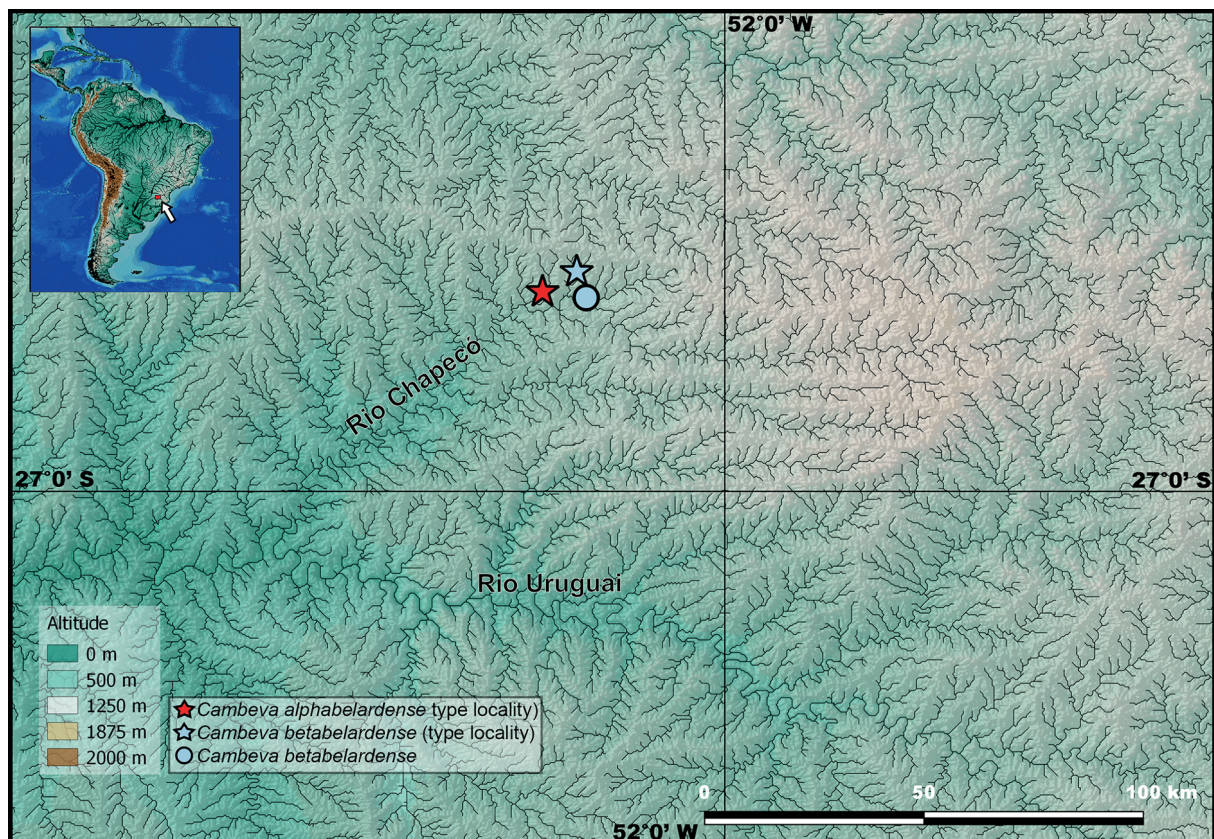 52°0’ W
Rio Chapecó
27°0’ S
27°0’ S
Rio Uruguai
Altitude
0 m
500 m
1250 m
1875 m
2000 m
Cambeva alphabelardense type locality)
Cambeva betabelardense (type locality)
Cambeva betabelardense
0 50 100 km
52°0’ W